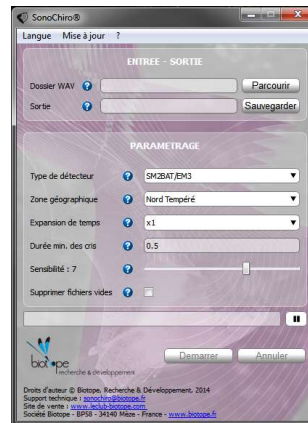 SonoChiro®
Langue Mise à jour ?
ENTREE - SORTIE
Dossier WAV ? Parcourir
Sortie ? Sauvegarder
PARAMETRAGE
Type de détecteur ? SM2BAT/EM3
Zone géographique ? Nord Tempéré
Expansion de temps ? x1
Durée min. des cris ? 0.5
Sensibilité : 7 ?
Supprimer fichiers vides ?
biotope
recherche & développement
Demarrer Annuler
Droits d'auteur © Biotope, Recherche & Développement, 2014
Support technique : sonochiro@biotope.fr
Site de vente : www.leclub-biotope.com
Société Biotope - BP58 - 34140 Mèze - France - www.biotope.fr